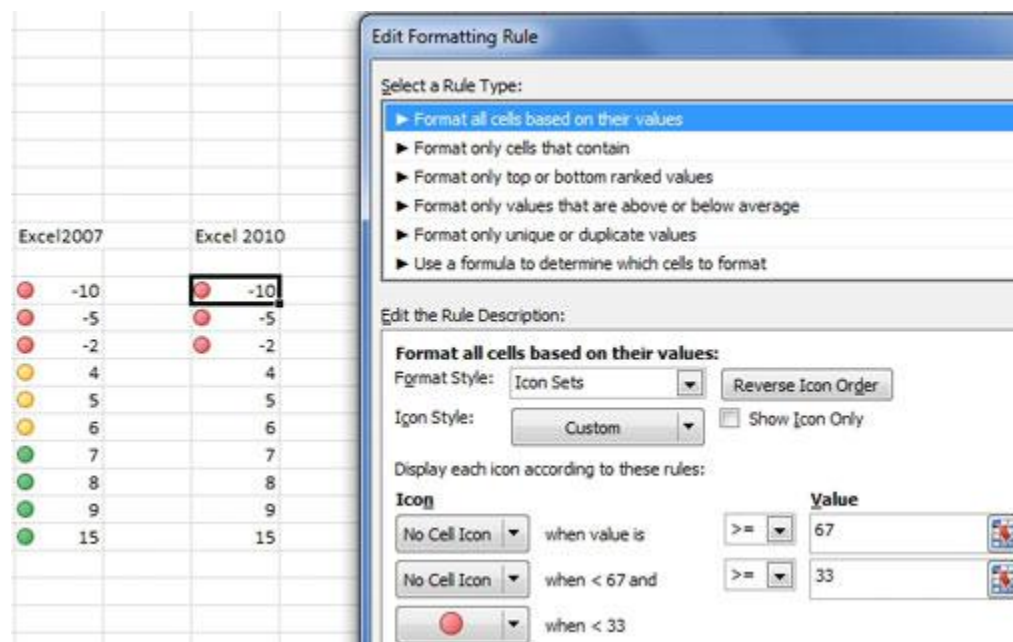 Edit Formatting Rule
Select a Rule Type:
► Format all cells based on their values
► Format only cells that contain
► Format only top or bottom ranked values
► Format only values that are above or below average
► Format only unique or duplicate values
► Use a formula to determine which cells to format
Excel2007 Excel 2010
-10 -10
-5 -5
-2 -2
4 4
5 5
6 6
7 7
8 8
9 9
15 15
Edit the Rule Description:
Format all cells based on their values:
Format Style: Icon Sets Reverse Icon Order
Icon Style: Custom Show Icon Only
Display each icon according to these rules:
Icon Value
No Cell Icon when value is >= 67
No Cell Icon when < 67 and >= 33
when < 33